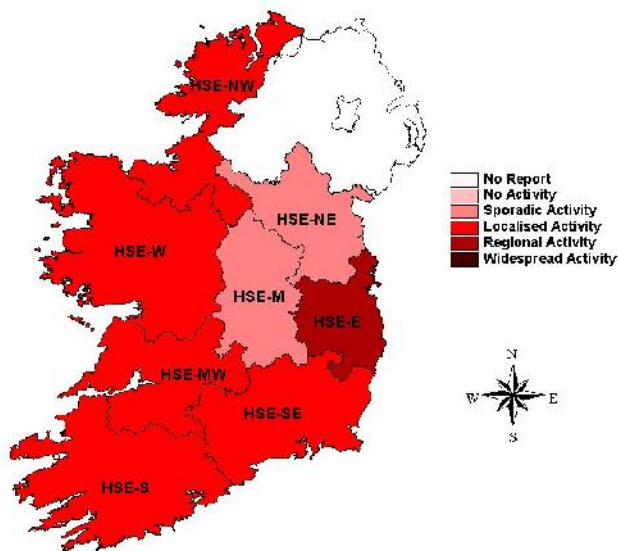 HSE-NW
No Report
No Activity
Sporadic Activity
Localised Activity
Regional Activity
Widespread Activity
HSE-NE
HSE-W
HSE-M
HSE-E
HSE-MW
HSE-SE
HSE-S
N
W E
S